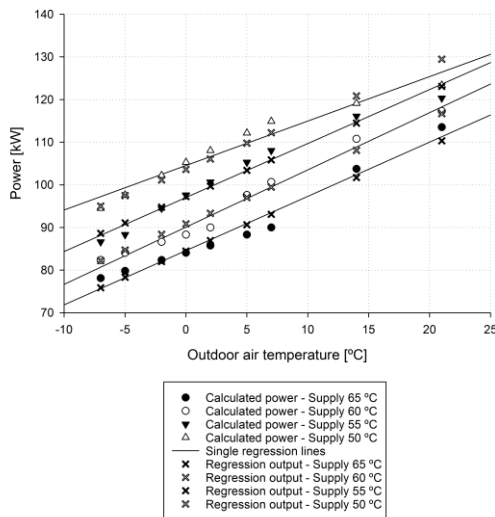 140
130
120
110
100
90
80
70
Power [kW]
-10
-5
0
5
10
15
20
25
Outdoor air temperature [ºC]
Calculated power - Supply 65 ºC
Calculated power - Supply 60 ºC
Calculated power - Supply 55 ºC
Calculated power - Supply 50 ºC
Single regression lines
Regression output - Supply 65 ºC
Regression output - Supply 60 ºC
Regression output - Supply 55 ºC
Regression output - Supply 50 ºC